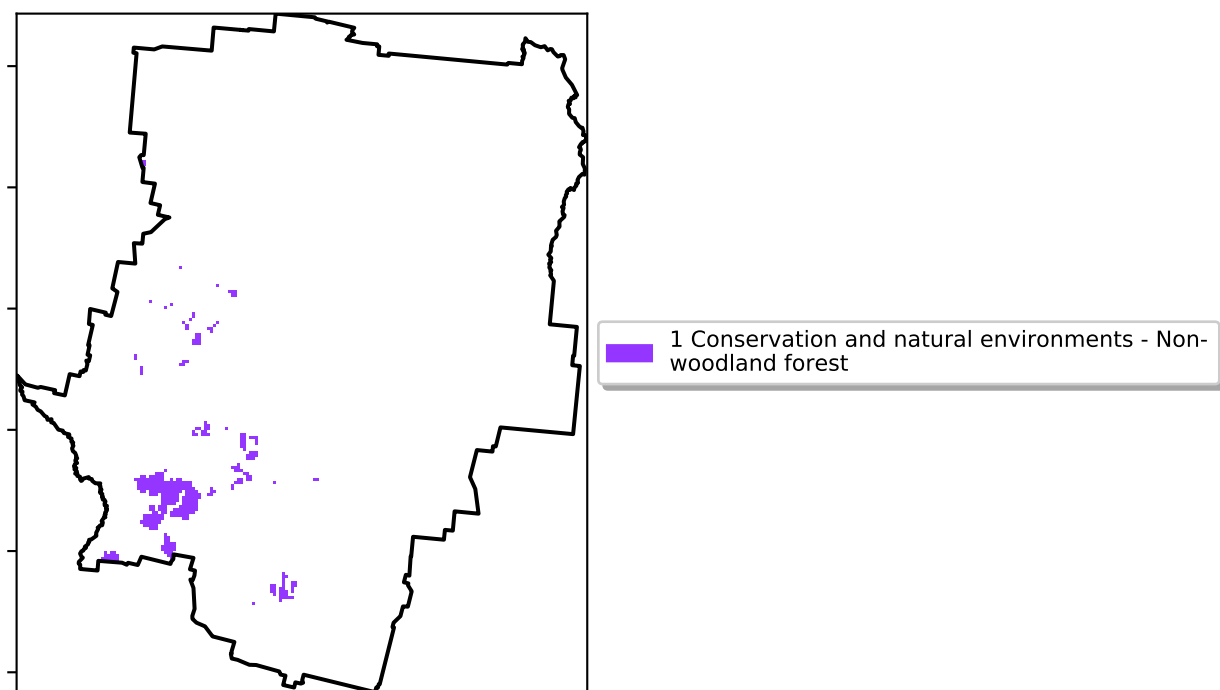 1 Conservation and natural environments - Non-
woodland forest